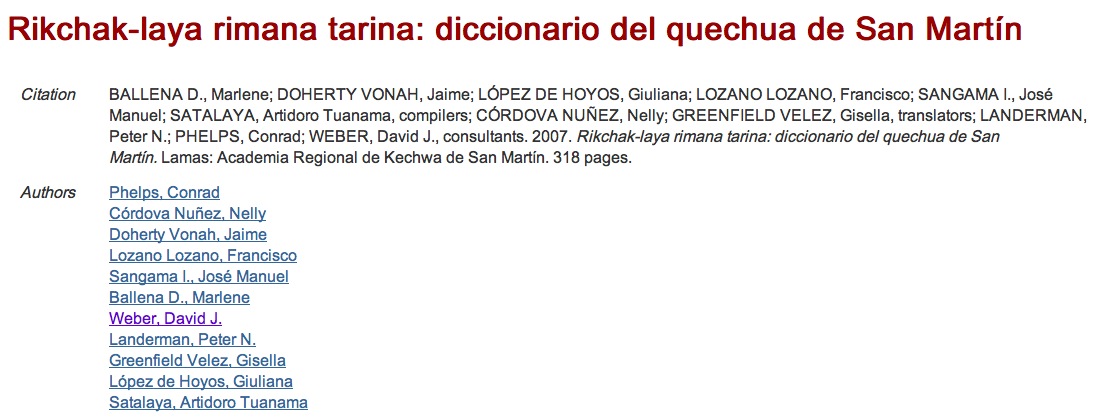 Rikchak-laya rimana tarina: diccionario del quechua de San Martín
Citation
BALLENA D., Marlene; DOHERTY VONAH, Jaime; LÓPEZ DE HOYOS, Giuliana; LOZANO LOZANO, Francisco; SANGAMA I., José
Manuel; SATALAYA, Artidoro Tuanama, compilers; CÓRDOVA NUÑEZ, Nelly; GREENFIELD VELEZ, Gisella, translators; LANDERMAN,
Peter N.; PHELPS, Conrad; WEBER, David J., consultants. 2007. Rikchak-laya rimana tarina: diccionario del quechua de San
Martín. Lamas: Academia Regional de Kechwa de San Martín. 318 pages.
Authors
Phelps, Conrad
Córdova Nuñez, Nelly
Doherty Vonah, Jaime
Lozano Lozano, Francisco
Sangama I., José Manuel
Ballena D., Marlene
Weber, David J.
Landerman, Peter N.
Greenfield Velez, Gisella
López de Hoyos, Giuliana
Satalaya, Artidoro Tuanama